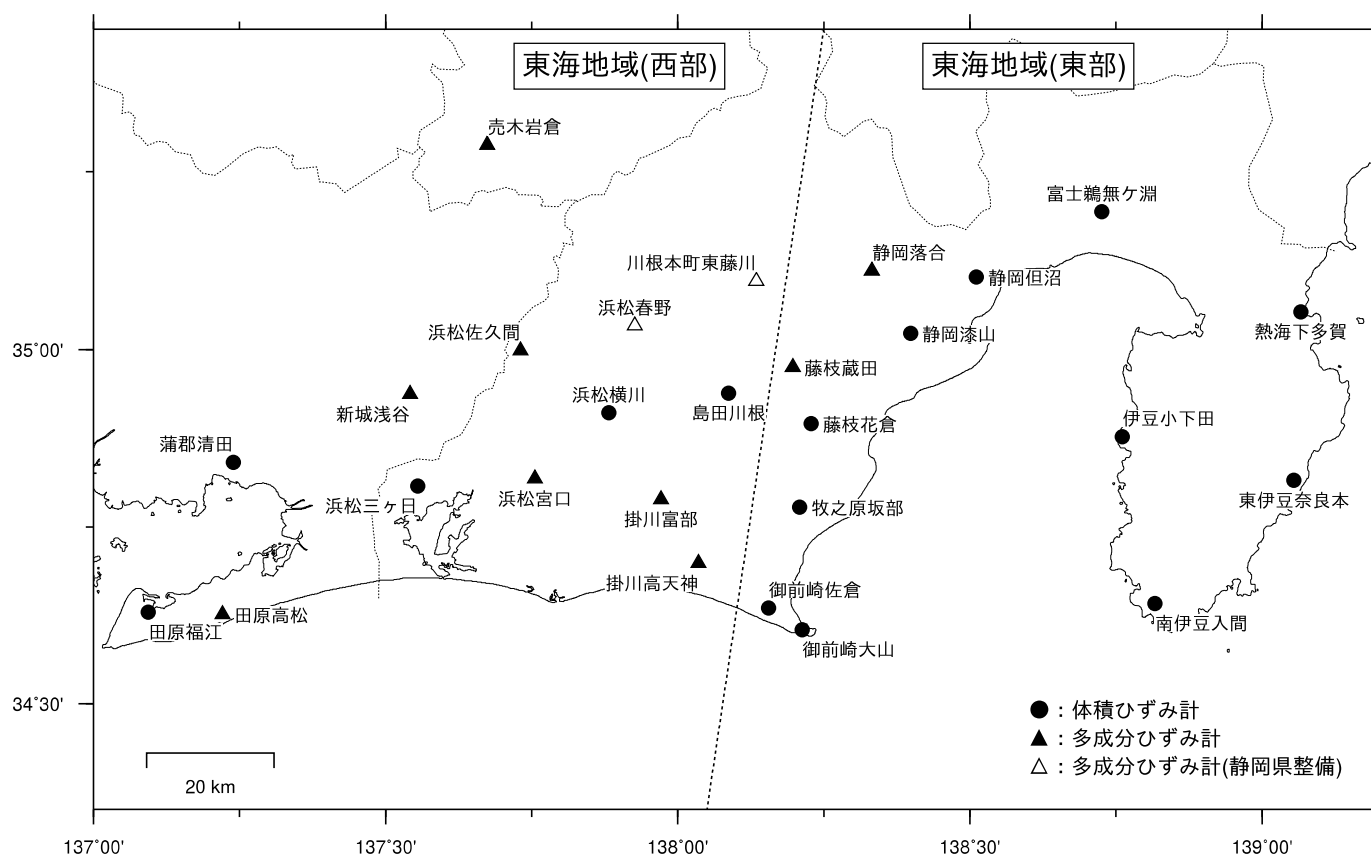 東海地域(西部)
東海地域(東部)
売木岩倉
富士鵜無ケ淵
静岡落合
川根本町東藤川
静岡但沼
浜松春野
浜松佐久間
静岡漆山
熱海下多賀
35°00'
藤枝蔵田
浜松横川
新城浅谷
島田川根
伊豆小下田
藤枝花倉
蒲郡清田
浜松三ヶ日
浜松宮口
東伊豆奈良本
掛川富部
牧之原坂部
掛川高天神
御前崎佐倉
田原高松
田原福江
南伊豆入間
御前崎大山
34°30'
●：体積ひずみ計
▲：多成分ひずみ計
△：多成分ひずみ計(静岡県整備)
20 km
137°00'
137°30'
138°00'
138°30'
139°00'